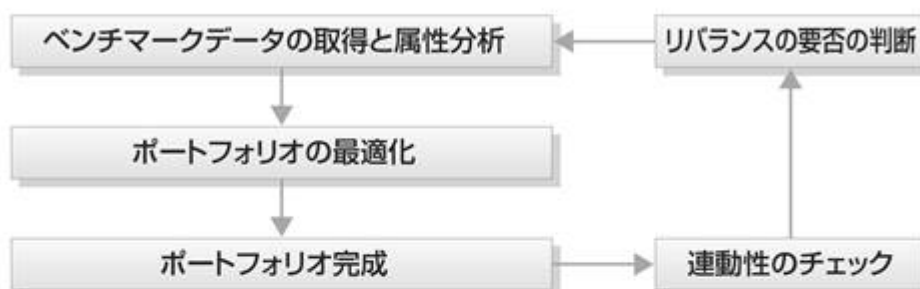 ベンチマークデータの取得と属性分析
リバランスの要否の判断
ポートフォリオの最適化
ポートフォリオ完成
連動性のチェック